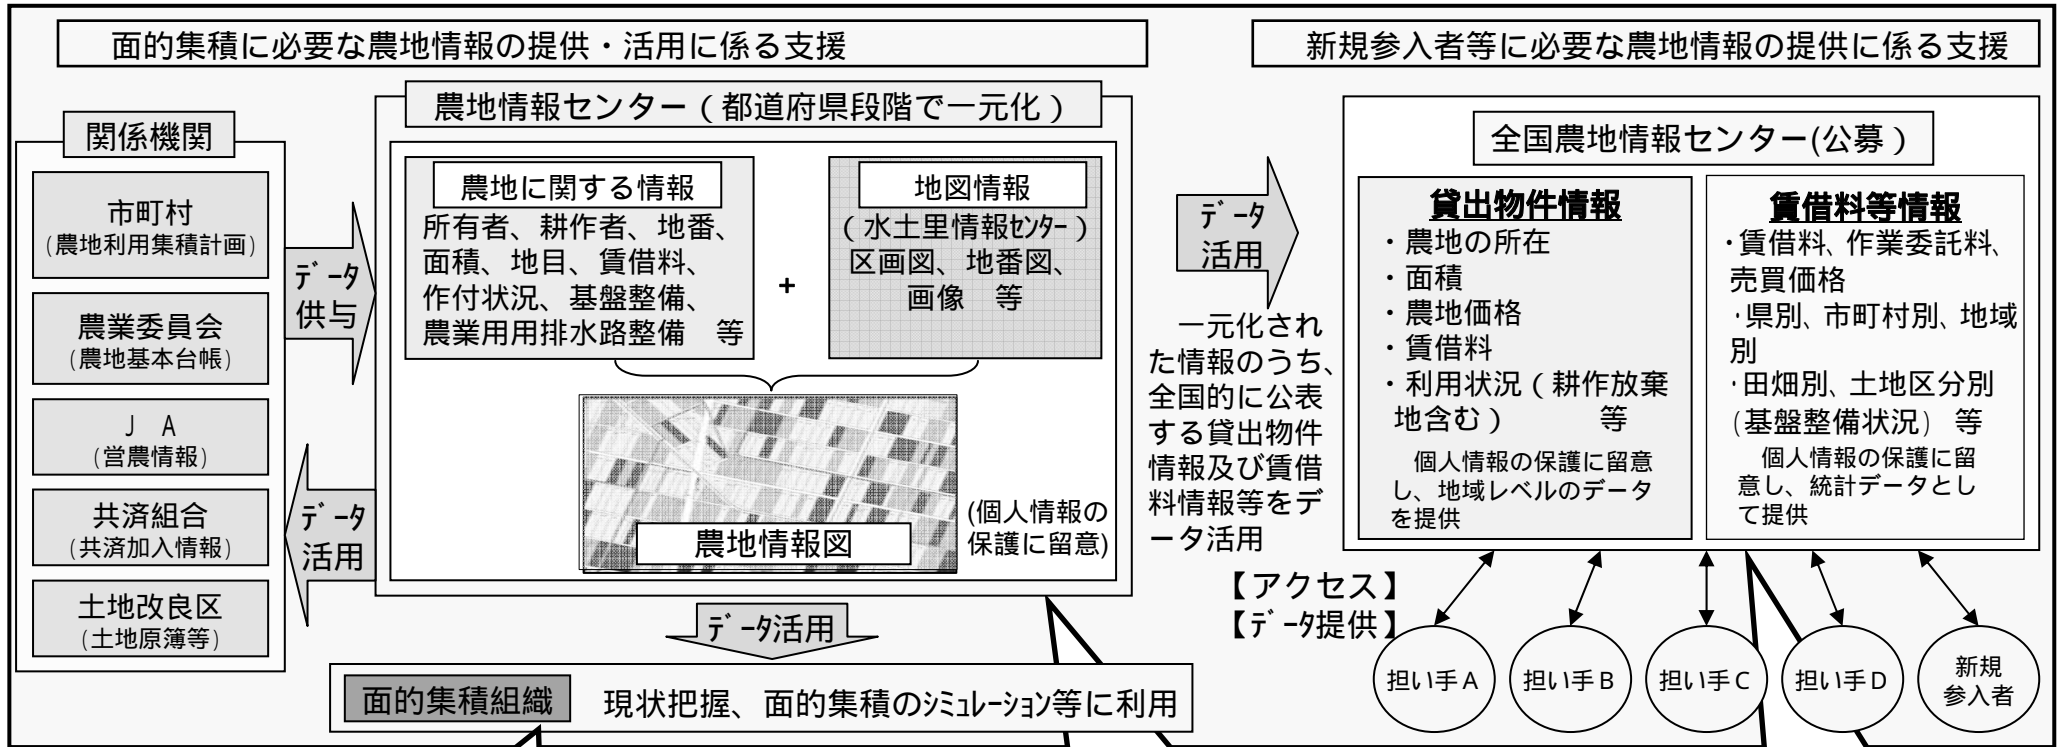 面的集積に必要な農地情報の提供・活用に係る支援
新規参入者等に必要な農地情報の提供に係る支援
関係機関
市町村
(農地利用集積計画)
農業委員会
(農地基本台帳)
J A
(営農情報)
共済組合
(共済加入情報)
土地改良区
(土地原簿等)
データ
供与
データ
活用
農地情報センター(都道府県段階で一元化)
農地に関する情報
所有者、耕作者、地番、
面積、地目、賃借料、
作付状況、基盤整備、
農業用用排水路整備 等
+
地図情報
(水土里情報センター)
区画図、地番図、
画像 等
農地情報図
(個人情報の
保護に留意)
データ活用
面的集積組織
現状把握、面的集積のシミュレーション等に利用
データ
活用
一元化され
た情報のうち、
全国的に公表
する貸出物件
情報及び賃借
料情報等をデ
ータ活用
全国農地情報センター(公募)
貸出物件情報
・農地の所在
・面積
・農地価格
・賃借料
・利用状況(耕作放棄
地含む) 等
個人情報の保護に留意
し、地域レベルのデータ
を提供
賃借料等情報
・賃借料、作業委託料、
売買価格
・県別、市町村別、地域
別
・田畑別、土地区分別
(基盤整備状況) 等
個人情報の保護に留
意し、統計データとし
て提供
【アクセス】
【データ提供】
担い手A
担い手B
担い手C
担い手D
新規
参入者